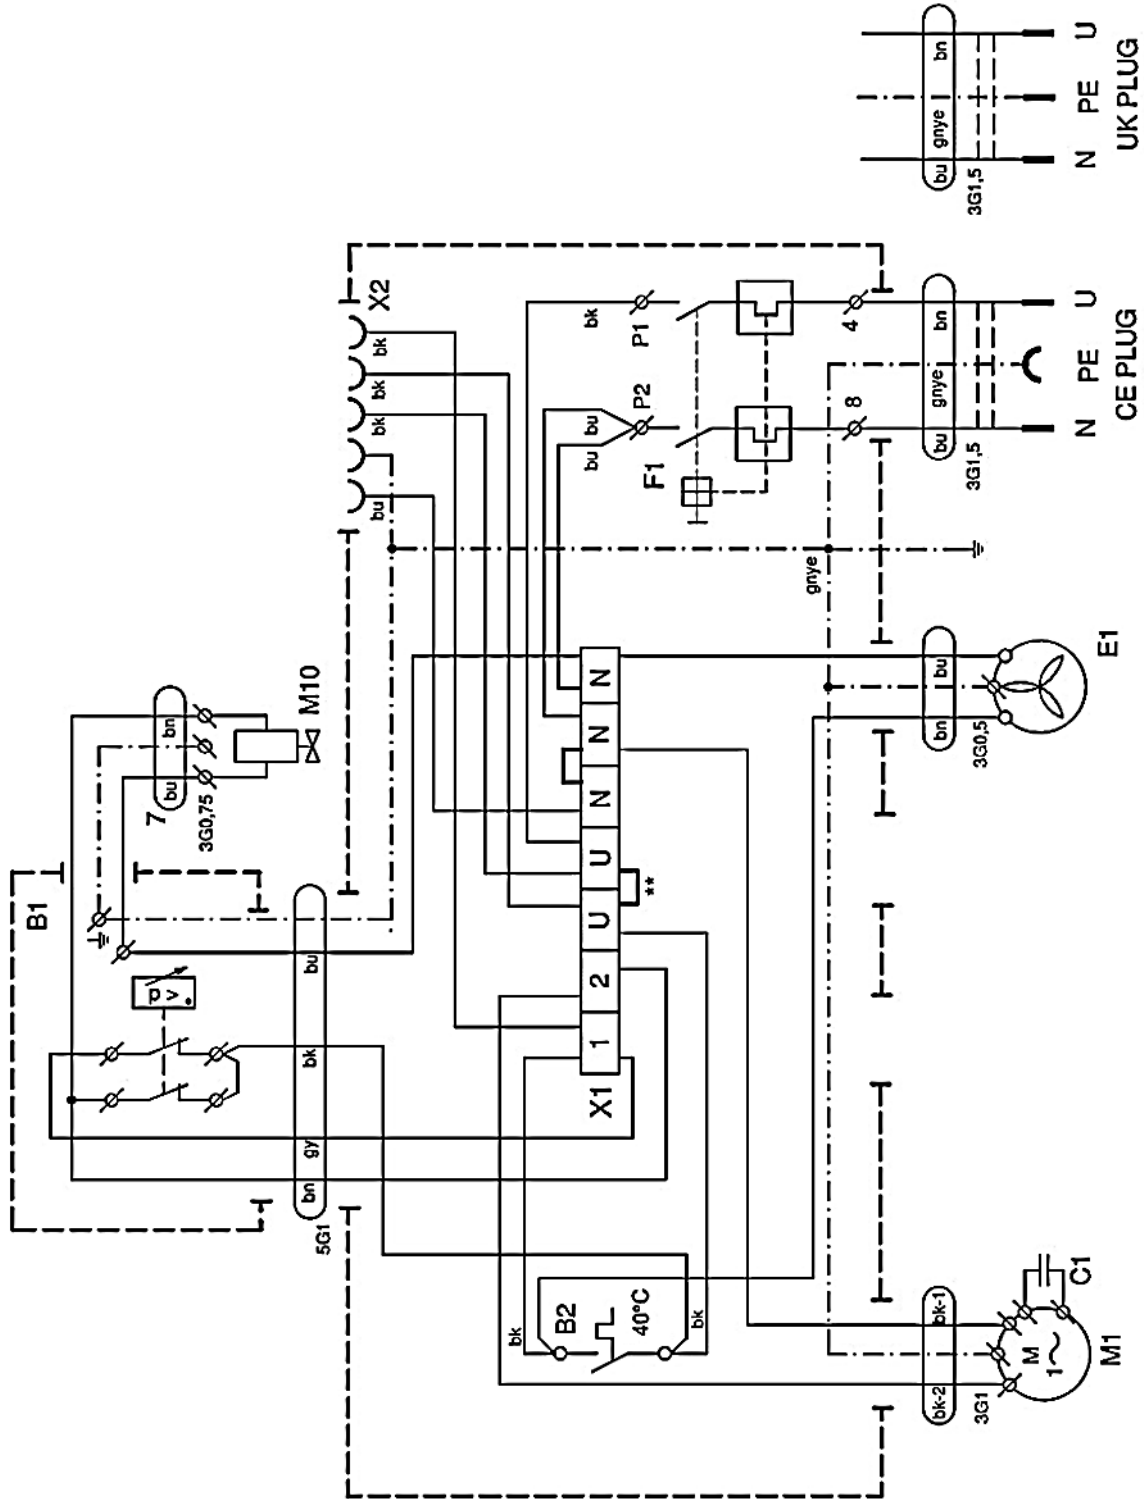 bn
U
gnye
PE
bu
N
3G1,5
UK PLUG
X2
bk
bk
bk
bu
bk
P1
4
bn
U
bu
P2
gnye
PE
bu
8
bu
N
F1
3G1,5
CE PLUG
gnye
M10
bn
bu
7
3G0,75
N
N
N
U
U
2
1
X1
**
bu
bn
3G0,5
E1
B1
p >
bu
bk
gy
bn
5G1
bk
B2
40°C
bk
bk-1
bk-2
3G1
M
1~
C1
M1